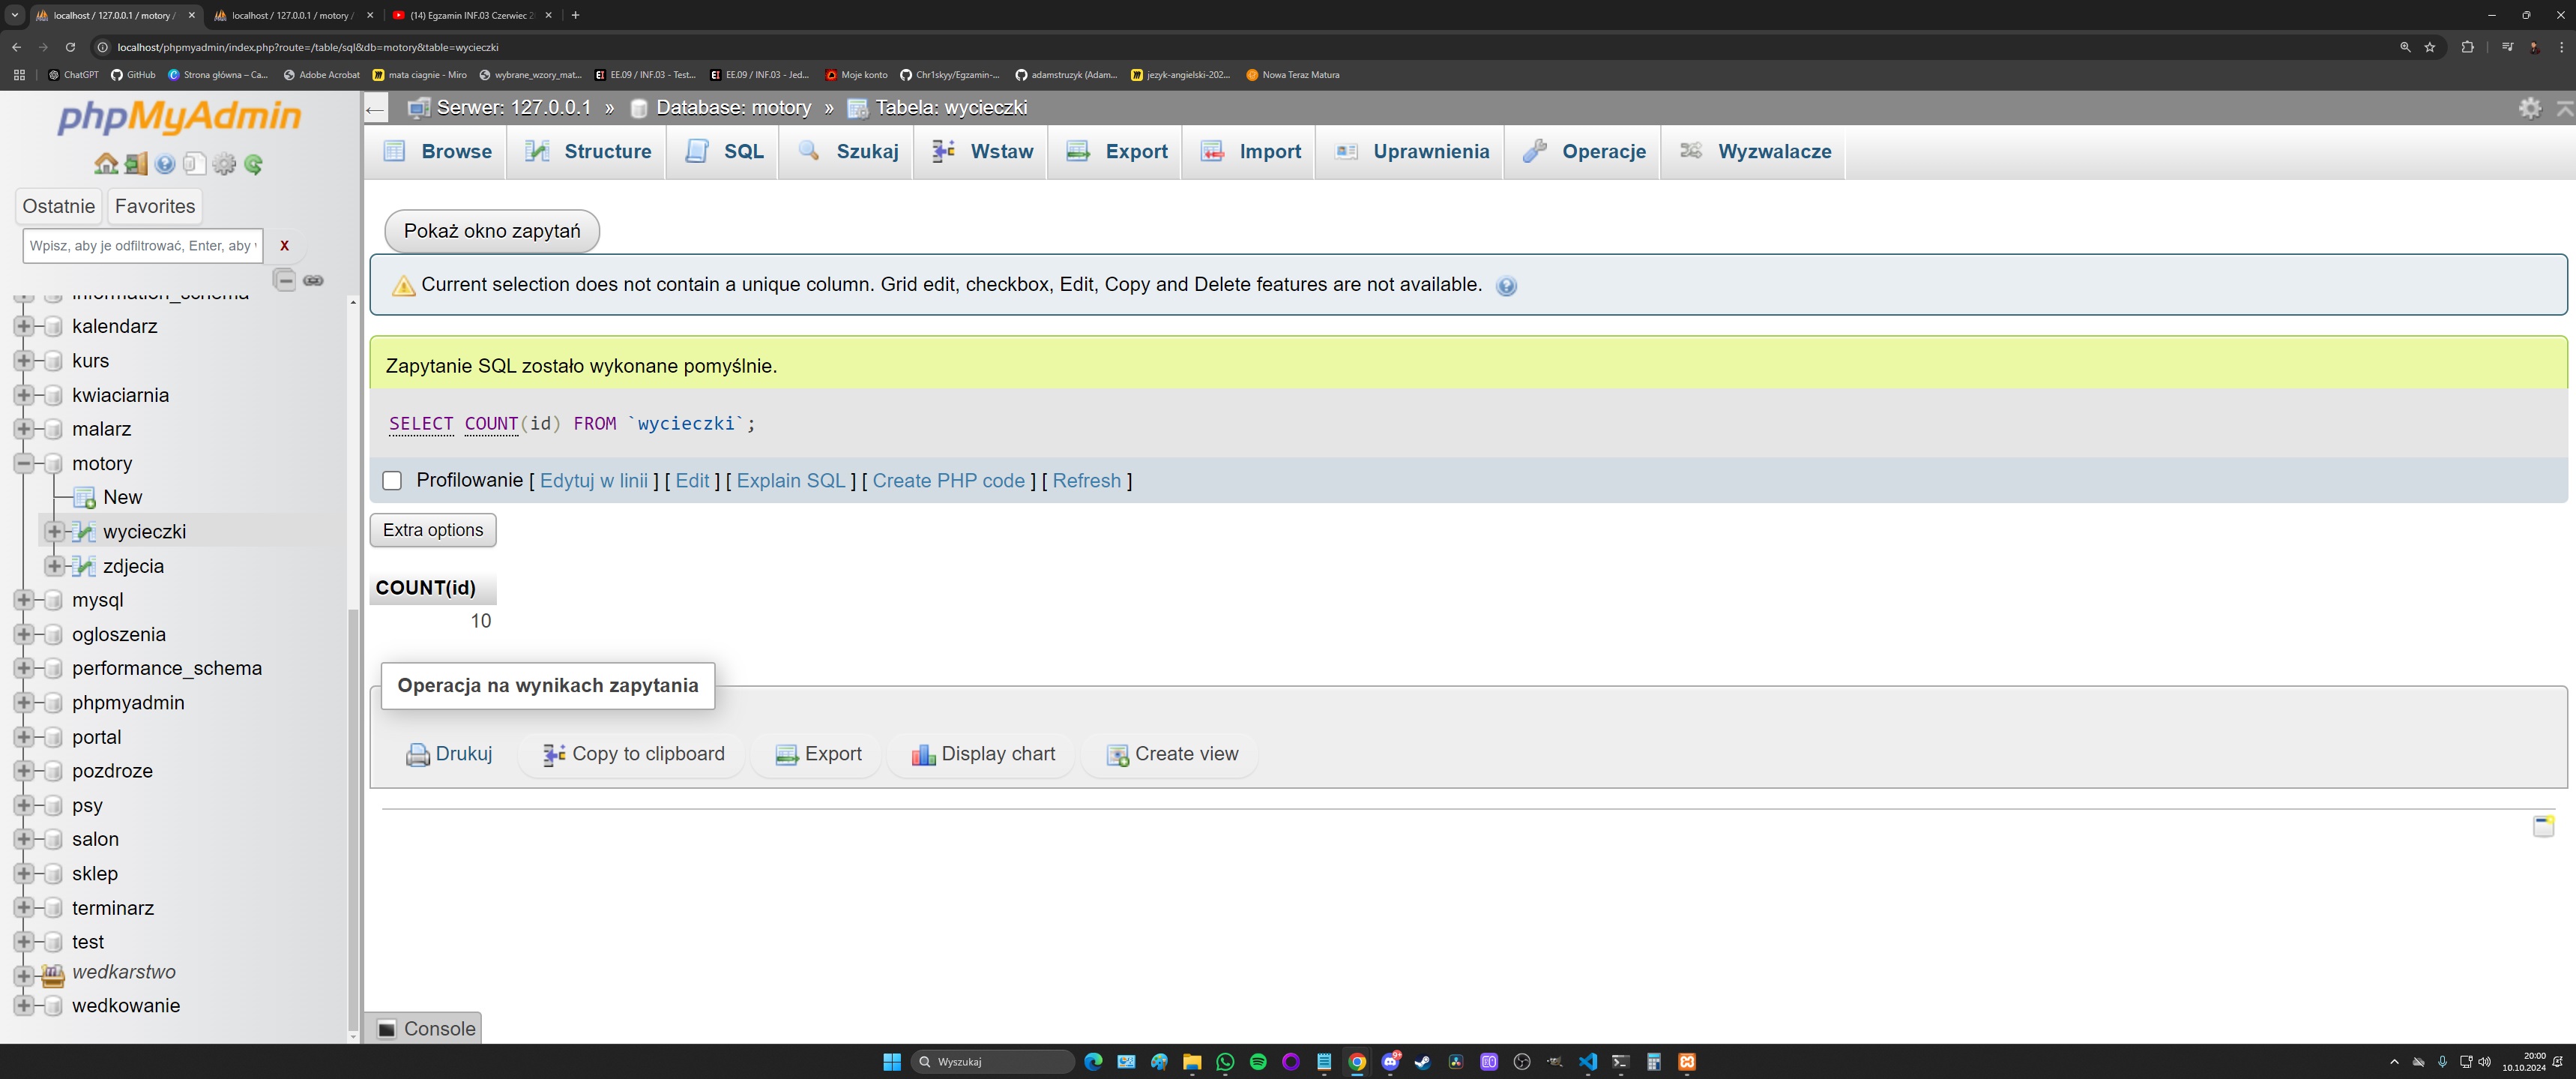 localhost / 127.0.0.1 / motory /
localhost / 127.0.0.1 / motory /
(14) Egzamin INF.03 Czerwiec 2
localhost/phpmyadmin/index.php?route=/table/sql&db=motory&table=wycieczki
ChatGPT
GitHub
Strona główna – Ca...
Adobe Acrobat
mata ciagnie - Miro
wybrane_wzory_mat...
EE.09 / INF.03 - Test...
EE.09 / INF.03 - Jed...
Moje konto
Chr1skyy/Egzamin-...
adamstruzyk (Adam...
jezyk-angielski-202...
Nowa Teraz Matura
phpMyAdmin
Ostatnie
Favorites
Wpisz, aby je odfiltrować, Enter, aby
X
information_schema
kalendarz
kurs
kwiaciarnia
malarz
motory
New
wycieczki
zdjecia
mysql
ogloszenia
performance_schema
phpmyadmin
portal
pozdroze
psy
salon
sklep
terminarz
test
wedkarstwo
wedkowanie
Serwer: 127.0.0.1 » Database: motory » Tabela: wycieczki
Browse
Structure
SQL
Szukaj
Wstaw
Export
Import
Uprawnienia
Operacje
Wyzwalacze
Pokaż okno zapytań
Current selection does not contain a unique column. Grid edit, checkbox, Edit, Copy and Delete features are not available.
Zapytanie SQL zostało wykonane pomyślnie.
SELECT COUNT(id) FROM `wycieczki`;
Profilowanie [ Edytuj w linii ] [ Edit ] [ Explain SQL ] [ Create PHP code ] [ Refresh ]
Extra options
COUNT(id)
10
Operacja na wynikach zapytania
Drukuj
Copy to clipboard
Export
Display chart
Create view
Console
Wyszukaj
9+
20:00
10.10.2024